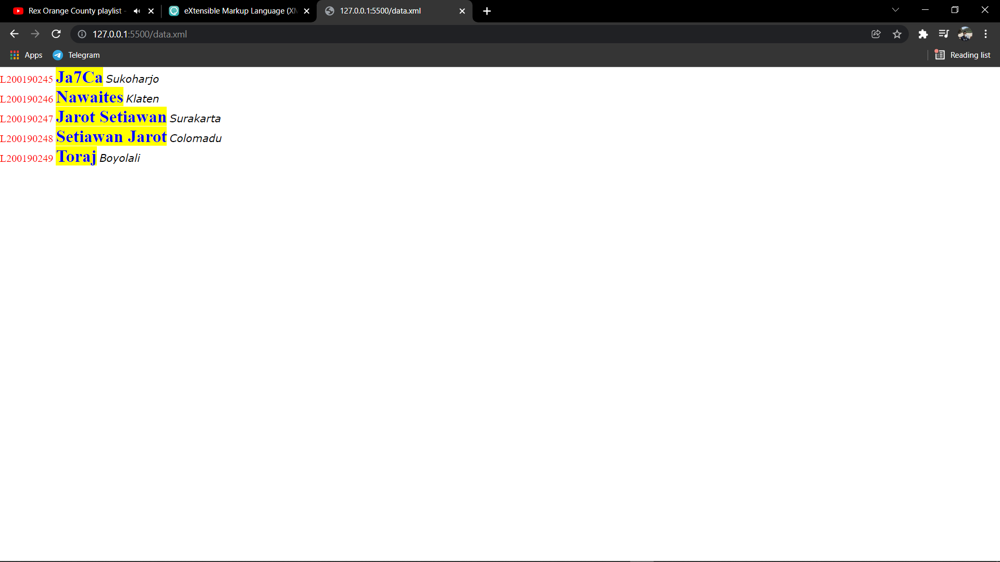 Rex Orange County playlist -
eXtensible Markup Language (XM
127.0.0.1:5500/data.xml
127.0.0.1:5500/data.xml
Apps
Telegram
Reading list
L200190245 Ja7Ca Sukoharjo
L200190246 Nawaites Klaten
L200190247 Jarot Setiawan Surakarta
L200190248 Setiawan Jarot Colomadu
L200190249 Toraj Boyolali